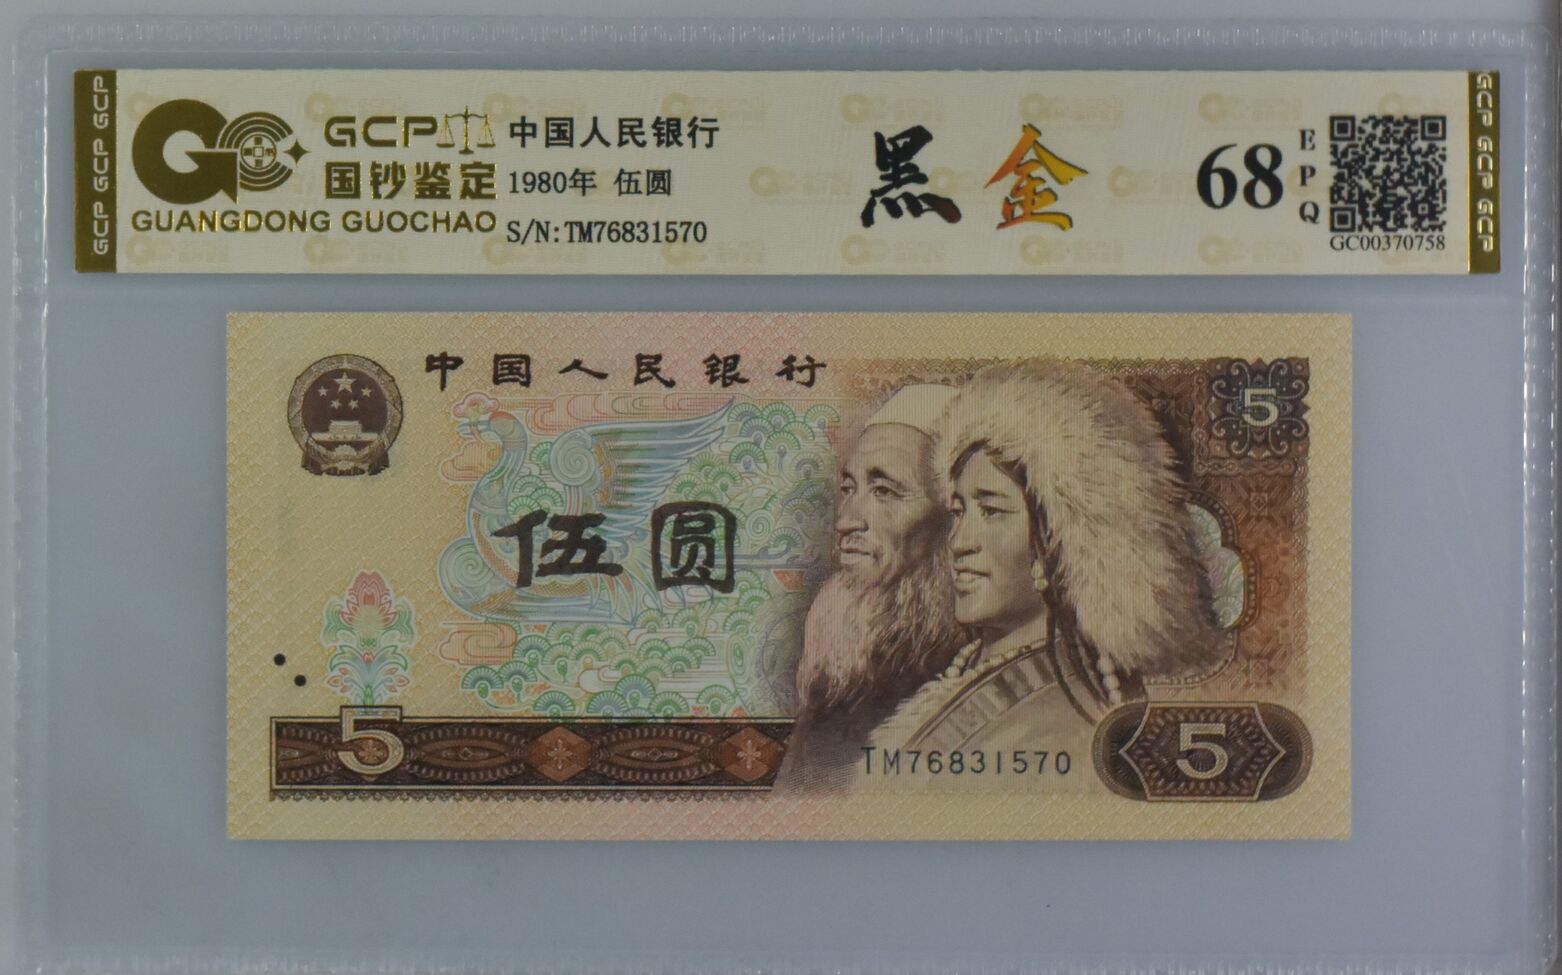 GCP GCP GCP
GCP
国钞鉴定
GUANGDONG GUOCHAO
中国人民银行
1980年 伍圆
S/N:TM76831570
黑金
68
EPQ
GC00370758
GCP GCP GCP
中国人民银行
5
伍圆
5
TM76831570
5